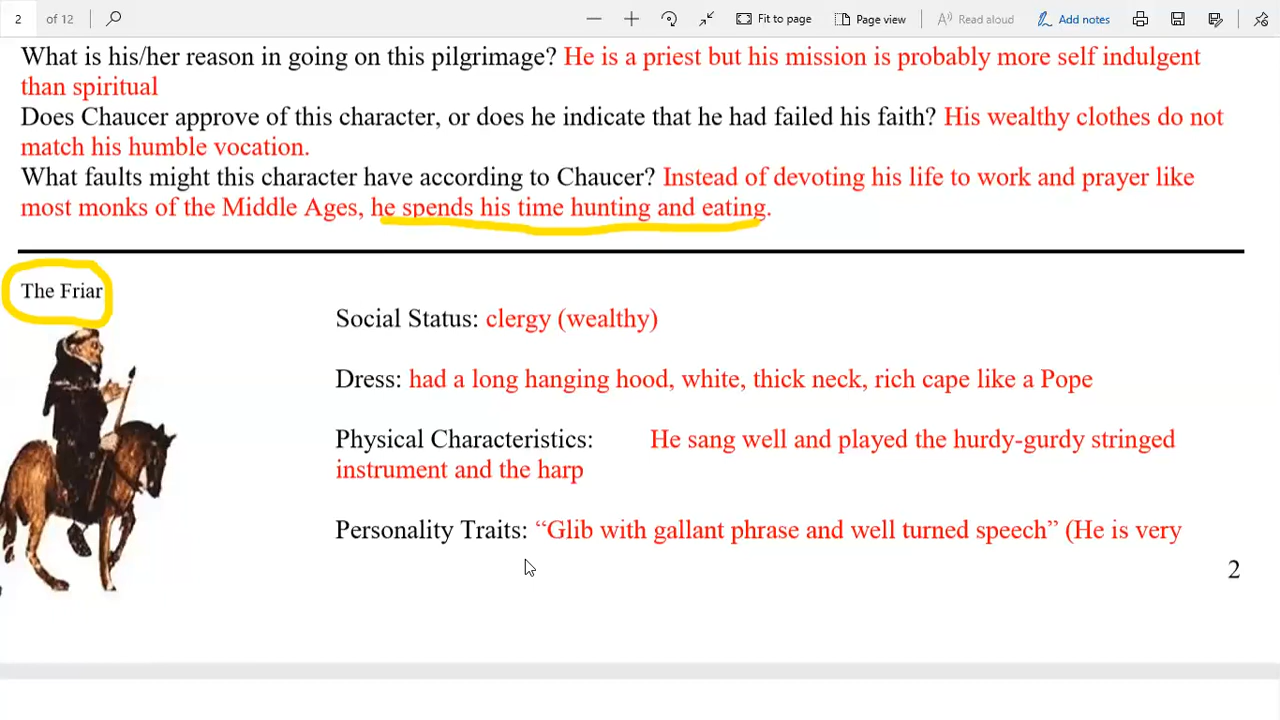 2 of 12 Fit to page Page view Read aloud Add notes
What is his/her reason in going on this pilgrimage? He is a priest but his mission is probably more self indulgent
than spiritual
Does Chaucer approve of this character, or does he indicate that he had failed his faith? His wealthy clothes do not
match his humble vocation.
What faults might this character have according to Chaucer? Instead of devoting his life to work and prayer like
most monks of the Middle Ages, he spends his time hunting and eating.
The Friar
Social Status: clergy (wealthy)
Dress: had a long hanging hood, white, thick neck, rich cape like a Pope
Physical Characteristics: He sang well and played the hurdy-gurdy stringed
instrument and the harp
Personality Traits: “Glib with gallant phrase and well turned speech” (He is very
2